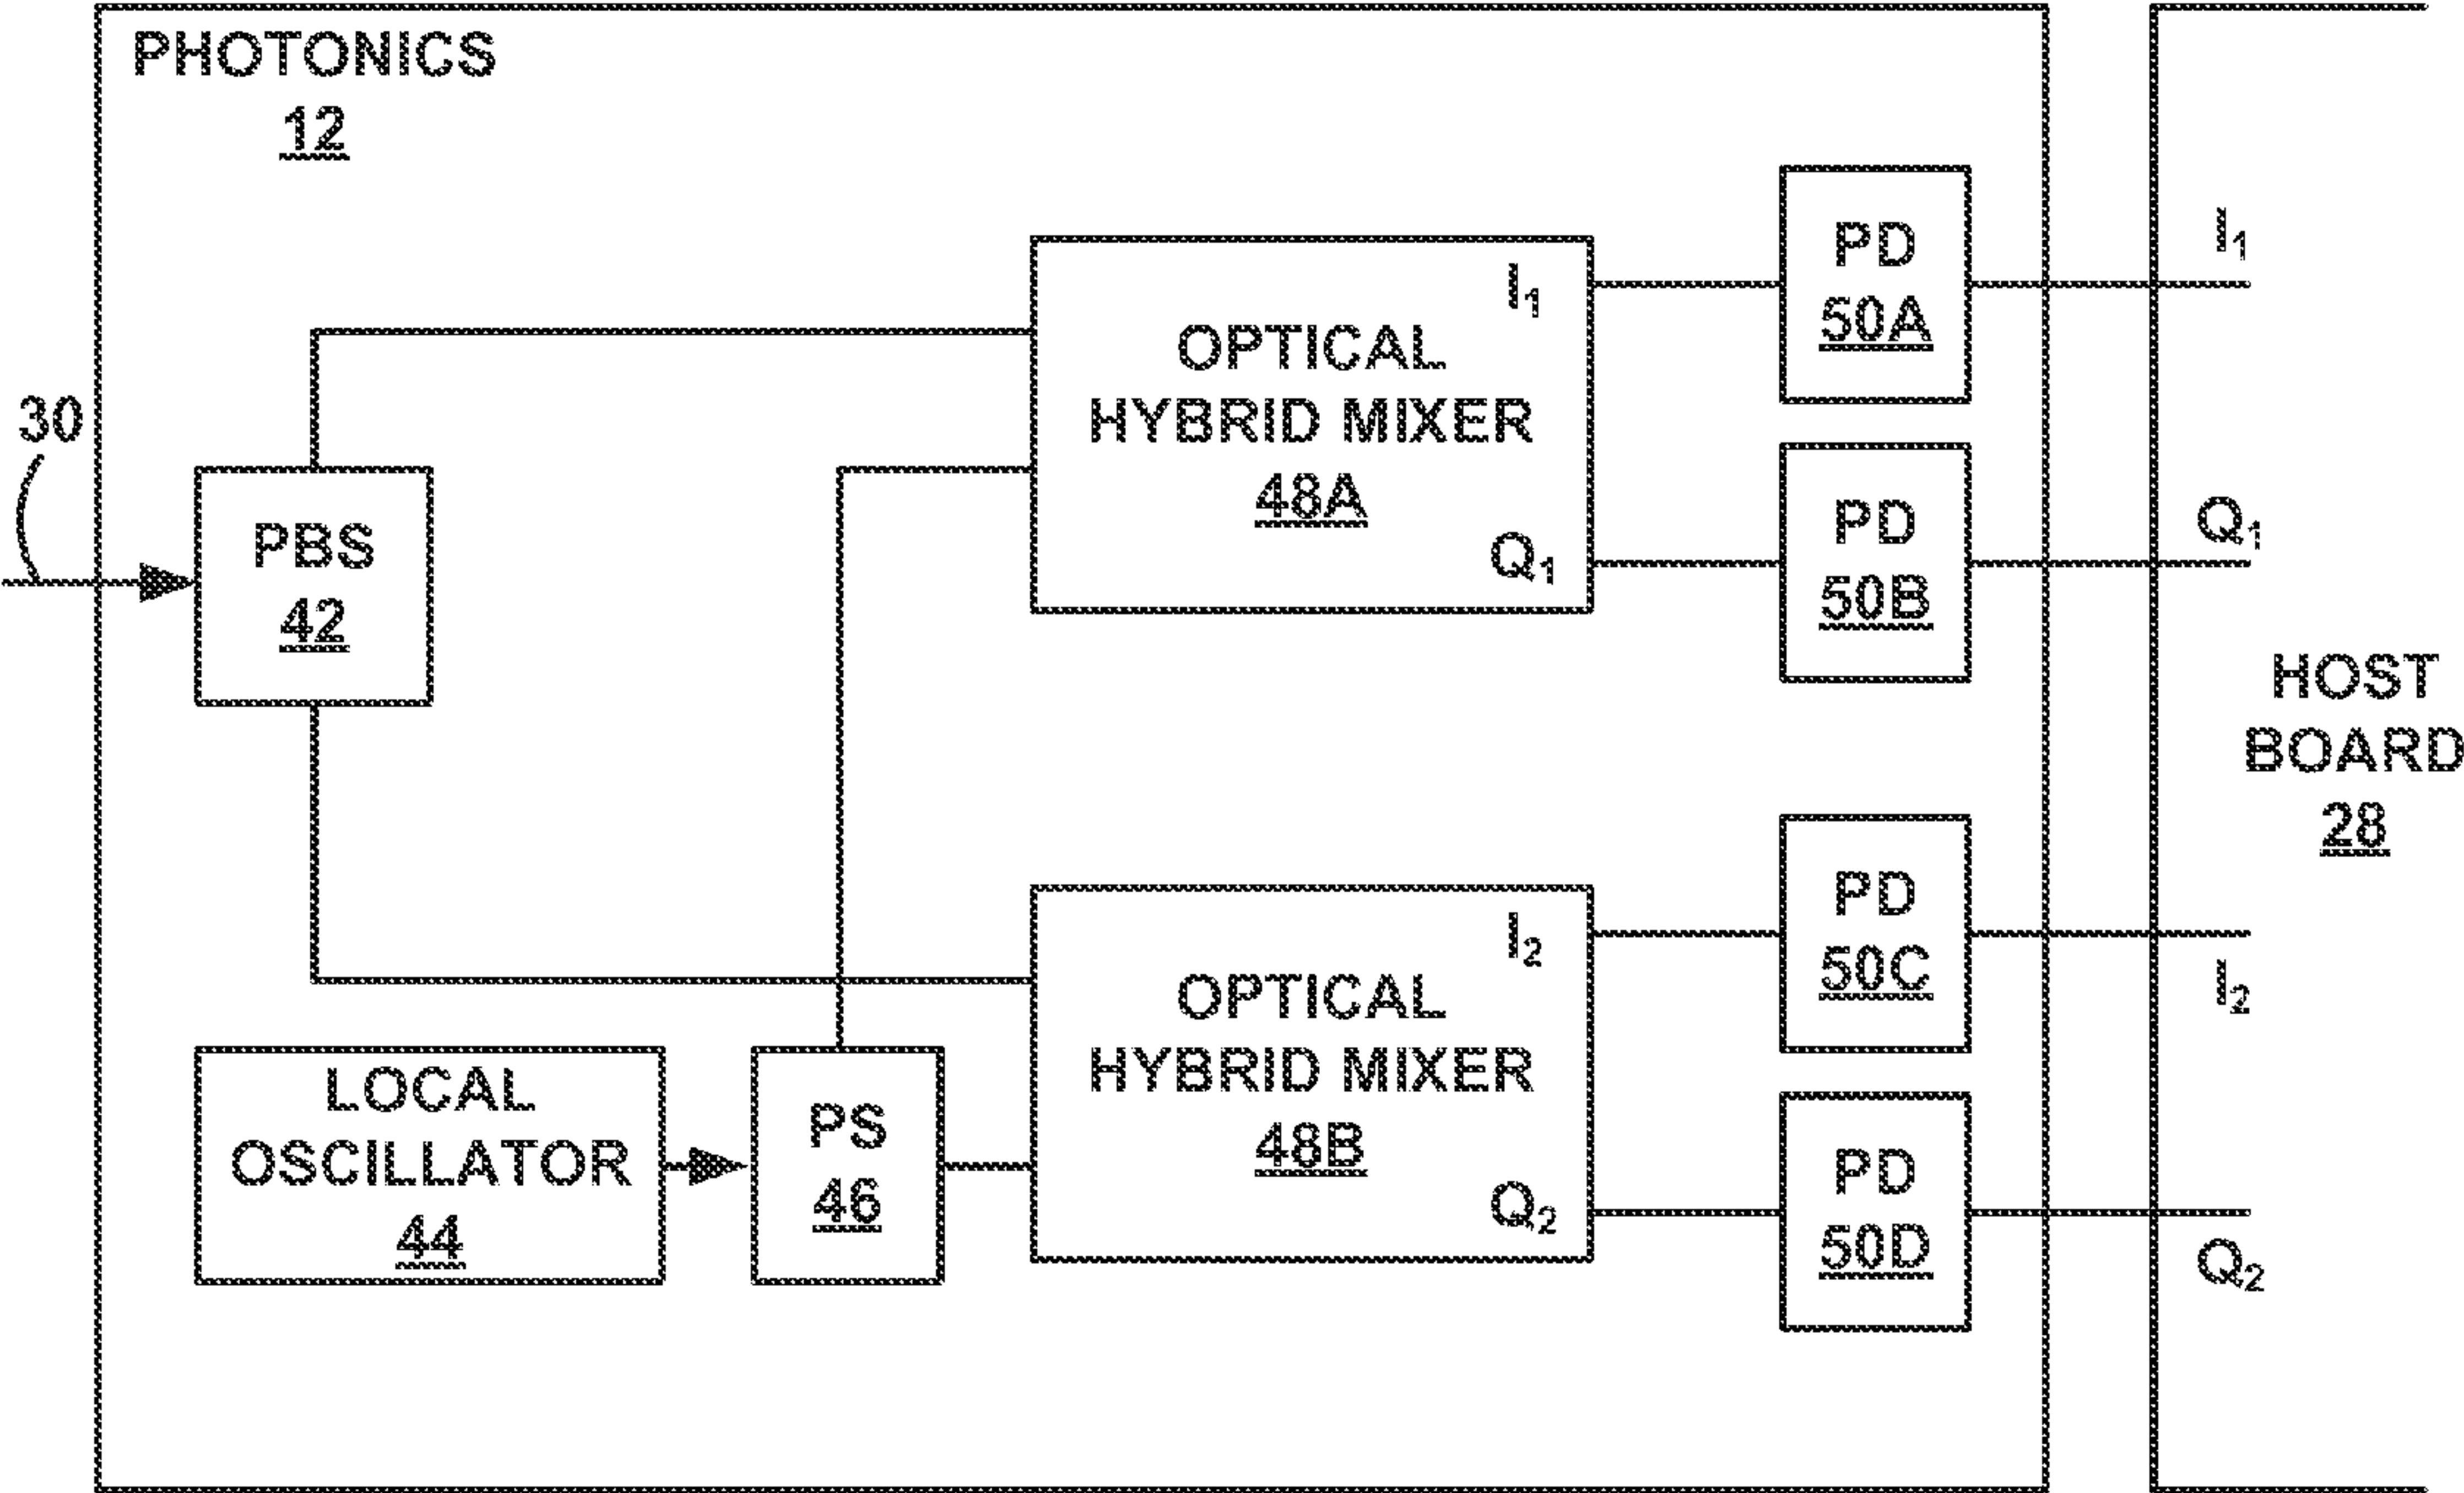 PHOTONICS
12
30
PBS
42
LOCAL
OSCILLATOR
44
PS
46
I₁
OPTICAL
HYBRID MIXER
48A
Q₁
I₂
OPTICAL
HYBRID MIXER
48B
Q₂
PD
50A
PD
50B
PD
50C
PD
50D
I₁
Q₁
HOST
BOARD
28
I₂
Q₂